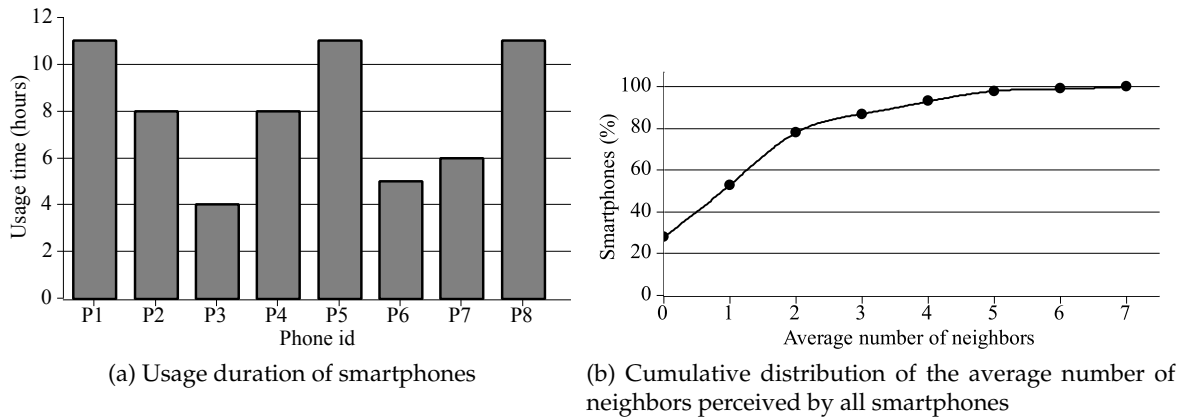 12
10
8
6
4
2
0
Usage time (hours)
P1 P2 P3 P4 P5 P6 P7 P8
Phone id
(a) Usage duration of smartphones
100
80
60
40
20
0
Smartphones (%)
0 1 2 3 4 5 6 7
Average number of neighbors
(b) Cumulative distribution of the average number of
neighbors perceived by all smartphones